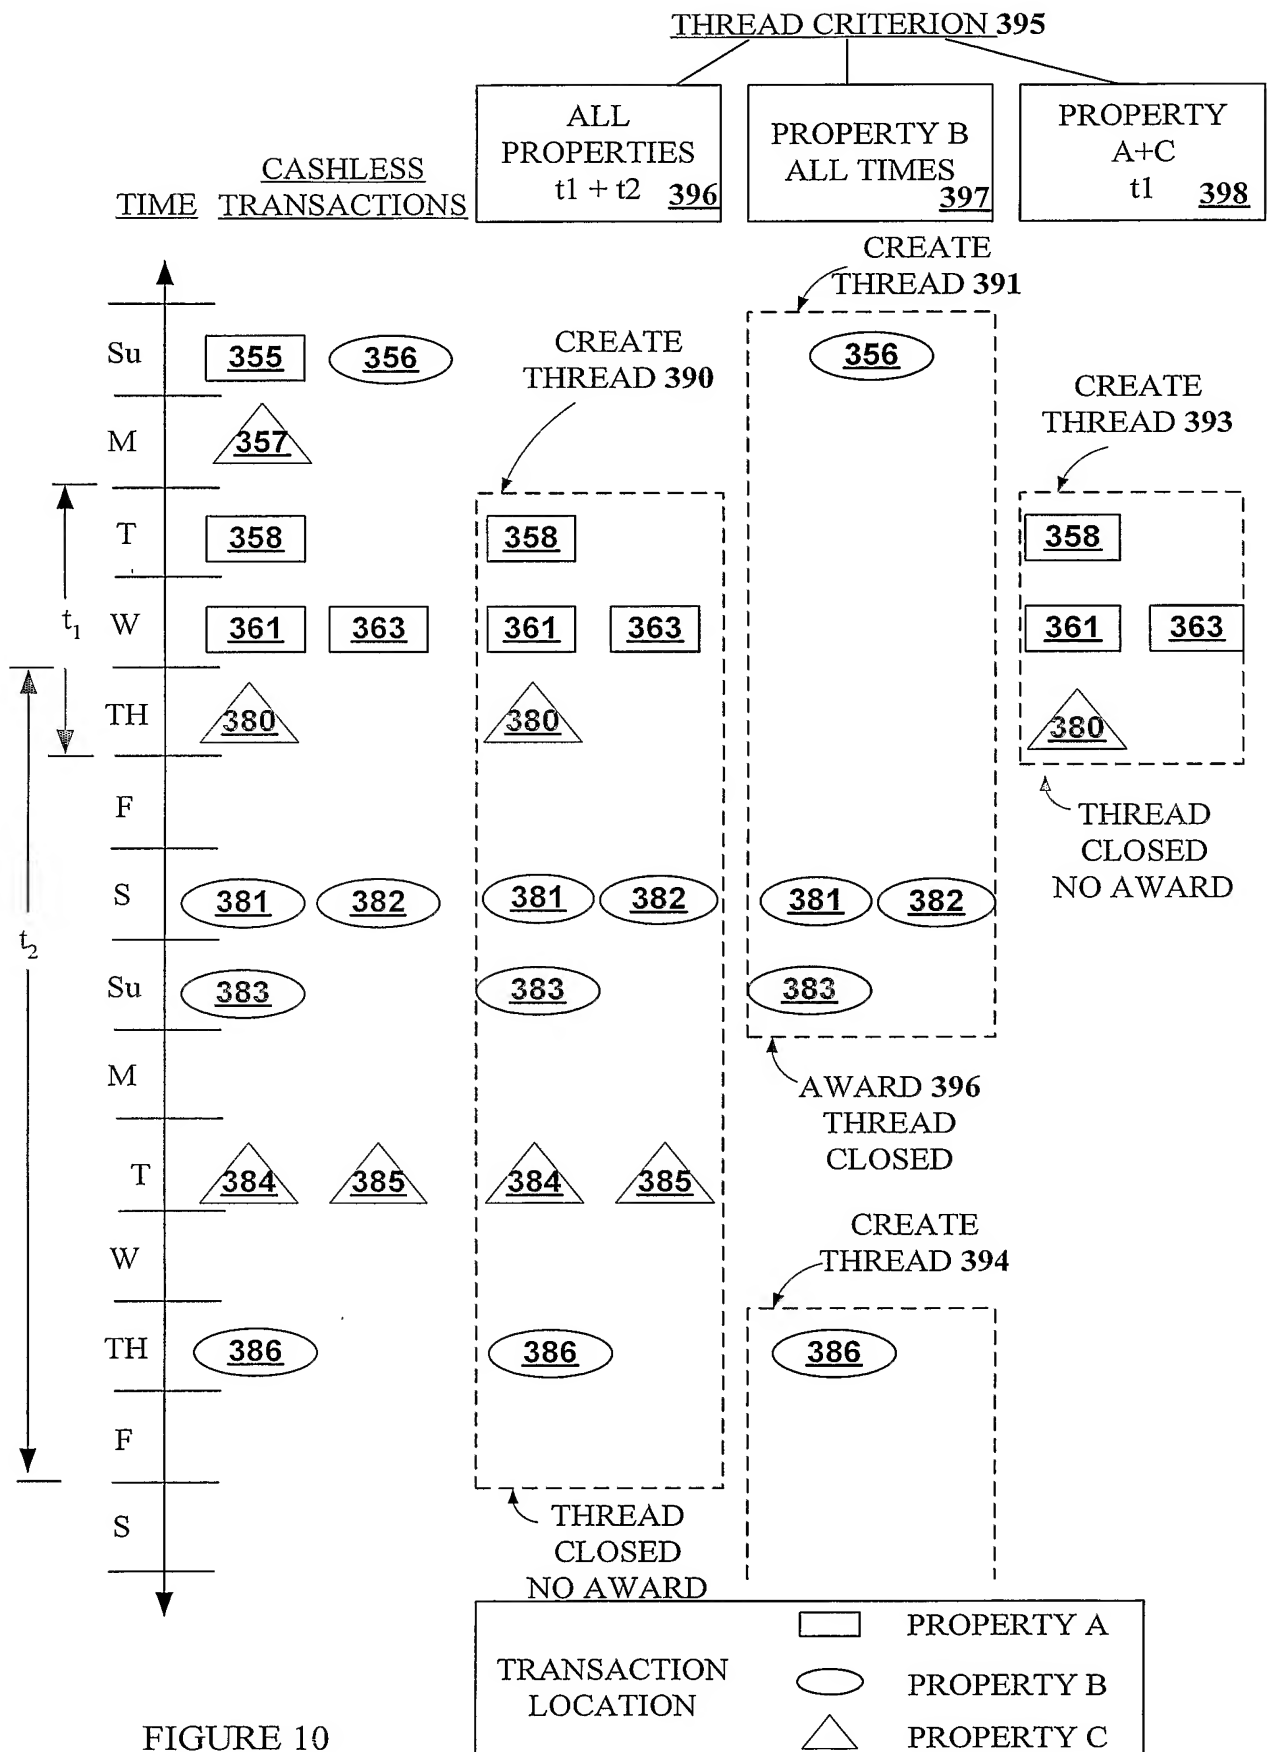 THREAD CRITERION 395
ALL
PROPERTIES
t1 + t2 396
PROPERTY B
ALL TIMES
397
PROPERTY
A+C
t1 398
CASHLESS
TIME TRANSACTIONS
CREATE
THREAD 391
Su 355 356
CREATE
THREAD 390
356
CREATE
THREAD 393
M 357
T 358 358 358
t1
W 361 363 361 363 361 363
TH 380 380 380
F
THREAD
CLOSED
NO AWARD
S 381 382 381 382 381 382
t2
Su 383 383 383
M
AWARD 396
THREAD
CLOSED
T 384 385 384 385
W
CREATE
THREAD 394
TH 386 386 386
F
S
THREAD
CLOSED
NO AWARD
TRANSACTION
LOCATION
PROPERTY A
PROPERTY B
PROPERTY C
FIGURE 10